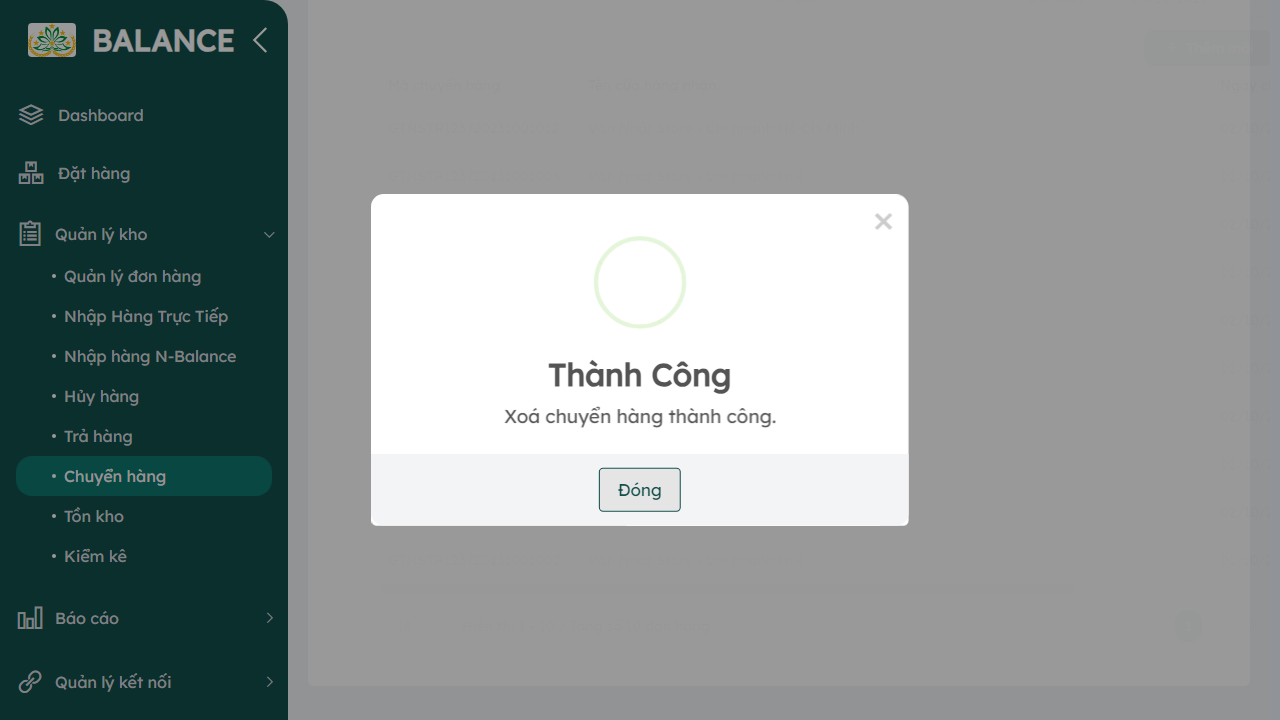 BALANCE
Dashboard
Đặt hàng
Quản lý kho
• Quản lý đơn hàng
• Nhập Hàng Trực Tiếp
• Nhập hàng N-Balance
• Hủy hàng
• Trả hàng
• Chuyển hàng
• Tồn kho
• Kiểm kê
Báo cáo
Quản lý kết nối
×
Thành Công
Xoá chuyển hàng thành công.
Đóng